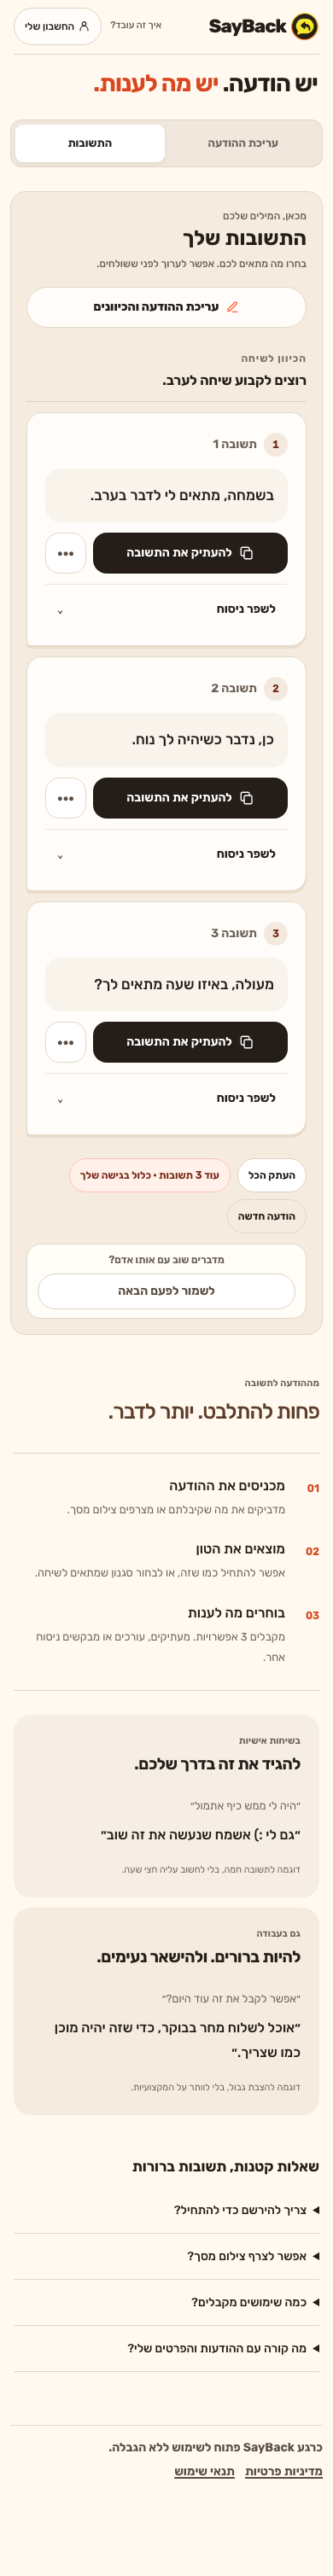 SayBack
איך זה עובד?
החשבון שלי
יש הודעה. יש מה לענות.
עריכת ההודעה
התשובות
מכאן, המילים שלכם
התשובות שלך
בחרו מה מתאים לכם. אפשר לערוך לפני ששולחים.
עריכת ההודעה והכיוונים
הכיוון לשיחה
רוצים לקבוע שיחה לערב.
1 תשובה 1
בשמחה, מתאים לי לדבר בערב.
להעתיק את התשובה
•••
לשפר ניסוח
2 תשובה 2
כן, נדבר כשיהיה לך נוח.
להעתיק את התשובה
•••
לשפר ניסוח
3 תשובה 3
מעולה, באיזו שעה מתאים לך?
להעתיק את התשובה
•••
לשפר ניסוח
העתק הכל
עוד 3 תשובות · כלול בגישה שלך
הודעה חדשה
מדברים שוב עם אותו אדם?
לשמור לפעם הבאה
מההודעה לתשובה
פחות להתלבט. יותר לדבר.
01 מכניסים את ההודעה
מדביקים את מה שקיבלתם או מצרפים צילום מסך.
02 מוצאים את הטון
אפשר להתחיל כמו שזה, או לבחור סגנון שמתאים לשיחה.
03 בוחרים מה לענות
מקבלים 3 אפשרויות. מעתיקים, עורכים או מבקשים ניסוח
אחר.
בשיחות אישיות
להגיד את זה בדרך שלכם.
״היה לי ממש כיף אתמול״
״גם לי :) אשמח שנעשה את זה שוב״
דוגמה לתשובה חמה, בלי לחשוב עליה חצי שעה.
גם בעבודה
להיות ברורים. ולהישאר נעימים.
״אפשר לקבל את זה עוד היום?״
״אוכל לשלוח מחר בבוקר, כדי שזה יהיה מוכן
כמו שצריך.״
דוגמה להצבת גבול, בלי לוותר על המקצועיות.
שאלות קטנות, תשובות ברורות
צריך להירשם כדי להתחיל?
אפשר לצרף צילום מסך?
כמה שימושים מקבלים?
מה קורה עם ההודעות והפרטים שלי?
כרגע SayBack פתוח לשימוש ללא הגבלה.
מדיניות פרטיות
תנאי שימוש